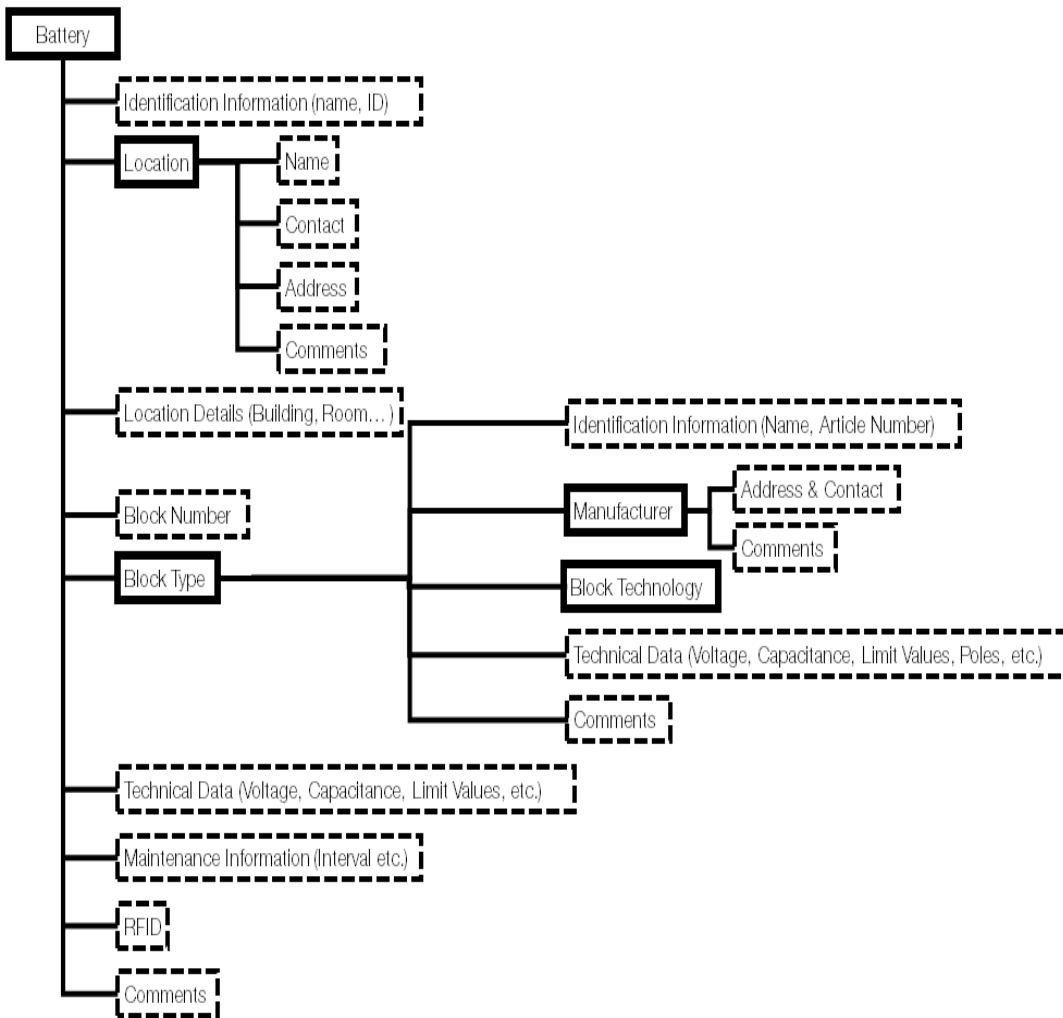 Battery
Identification Information (name, ID)
Location
Name
Contact
Address
Comments
Location Details (Building, Room... )
Identification Information (Name, Article Number)
Manufacturer
Address & Contact
Comments
Block Number
Block Type
Block Technology
Technical Data (Voltage, Capacitance, Limit Values, Poles, etc.)
Comments
Technical Data (Voltage, Capacitance, Limit Values, etc.)
Maintenance Information (Interval etc.)
RFID
Comments